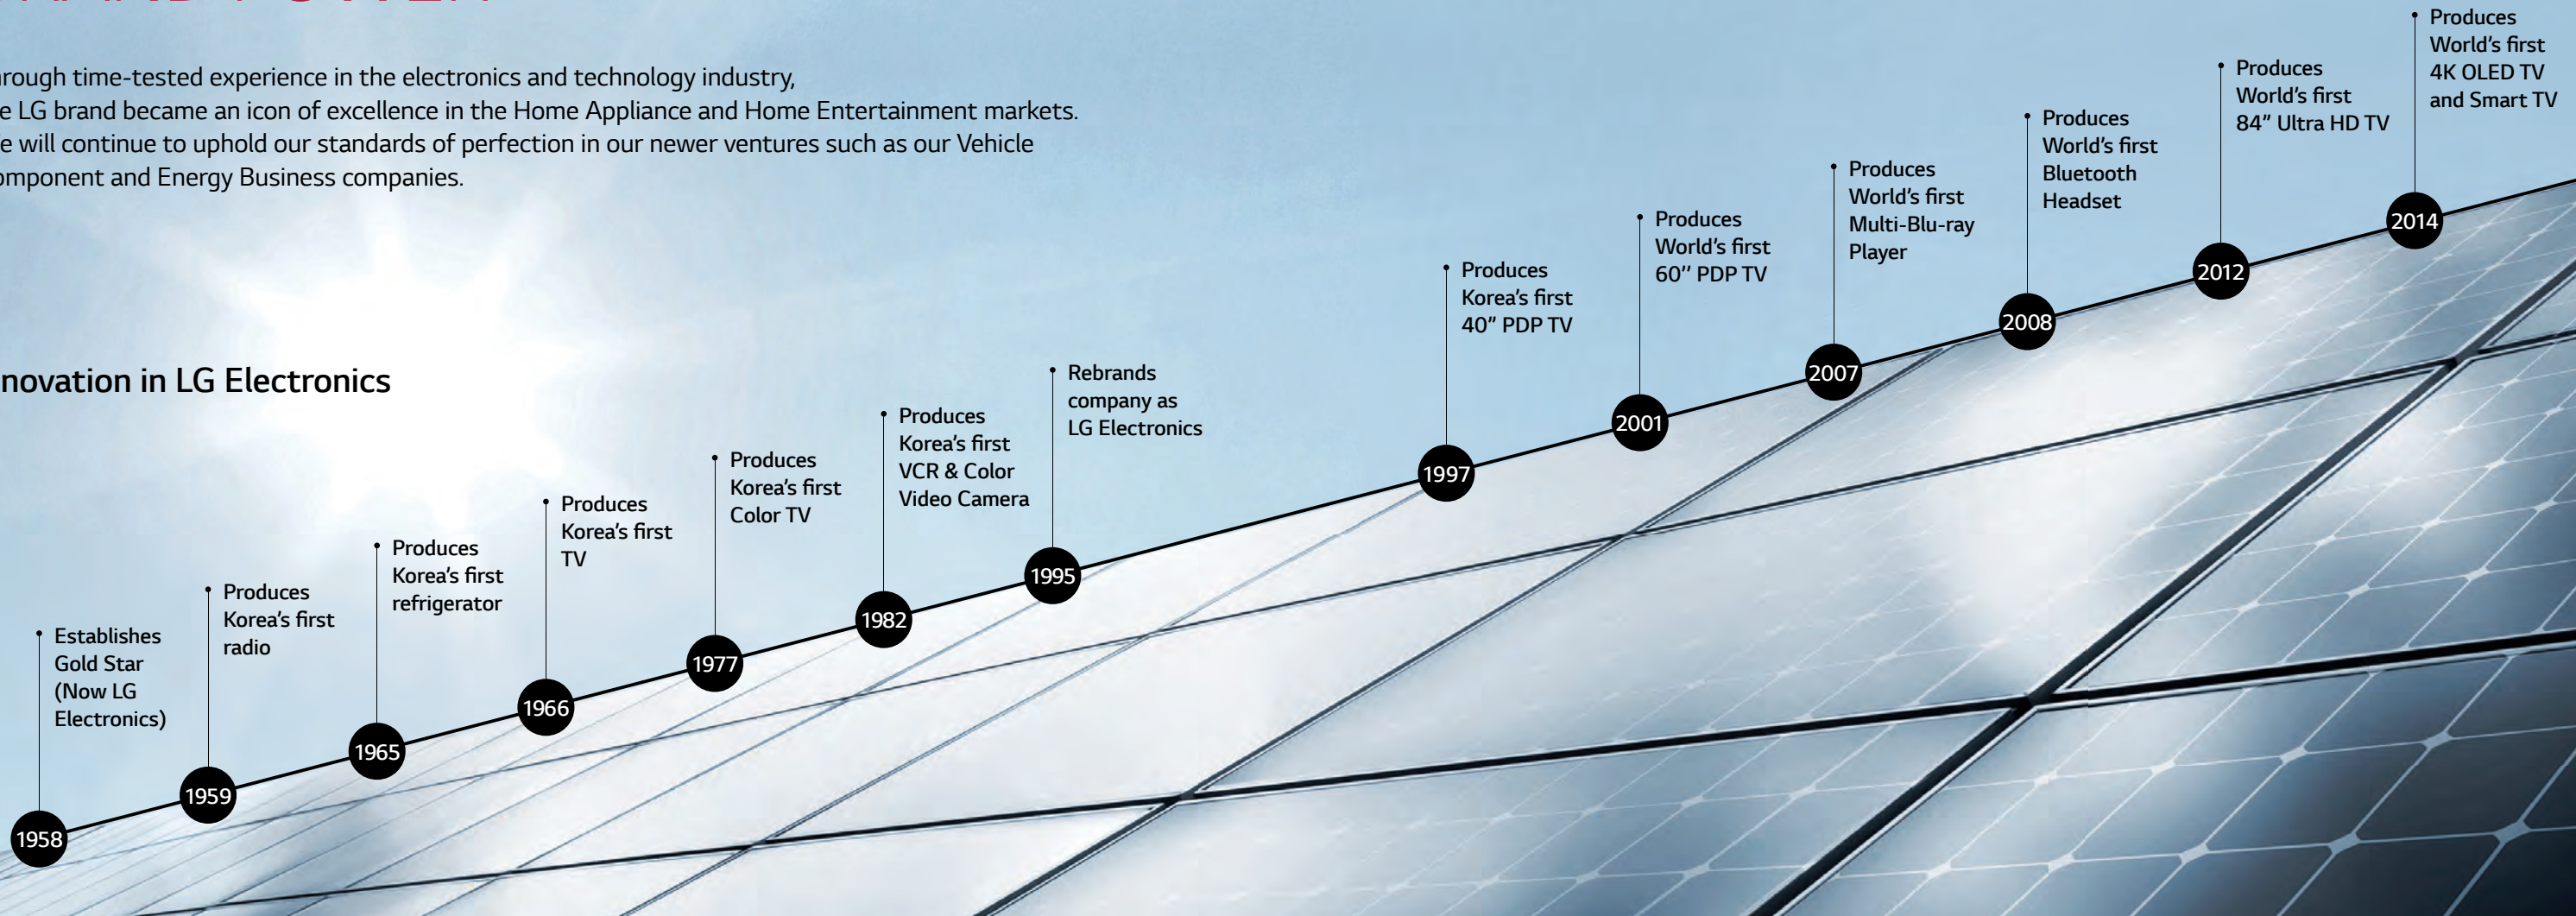 rough time-tested experience in the electronics and technology industry,
e LG brand became an icon of excellence in the Home Appliance and Home Entertainment markets.
e will continue to uphold our standards of perfection in our newer ventures such as our Vehicle
omponent and Energy Business companies.
novation in LG Electronics
1958
Establishes
Gold Star
(Now LG
Electronics)
1959
Produces
Korea's first
radio
1965
Produces
Korea's first
refrigerator
1966
Produces
Korea's first
TV
1977
Produces
Korea's first
Color TV
1982
Produces
Korea's first
VCR & Color
Video Camera
1995
Rebrands
company as
LG Electronics
1997
Produces
Korea's first
40” PDP TV
2001
Produces
World's first
60'' PDP TV
2007
Produces
World's first
Multi-Blu-ray
Player
2008
Produces
World's first
Bluetooth
Headset
2012
Produces
World's first
84” Ultra HD TV
2014
Produces
World's first
4K OLED TV
and Smart TV